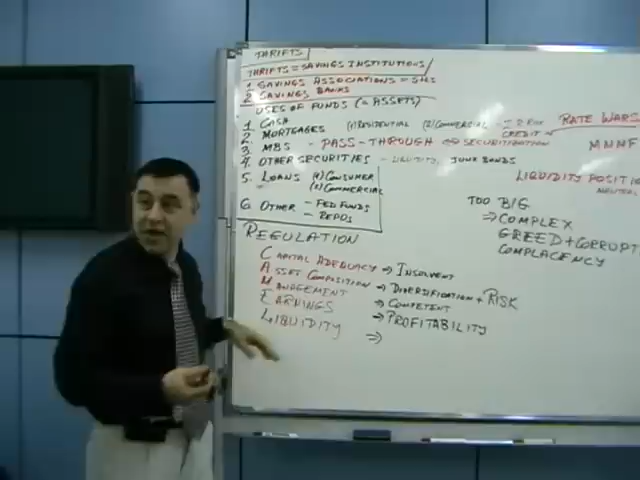 THRIFTS
THRIFTS = SAVINGS INSTITUTIONS
1. SAVINGS ASSOCIATIONS = S&LS
2. SAVINGS BANKS
USES OF FUNDS (= ASSETS)
1 CASH
2 MORTGAGES (1) RESIDENTIAL (2) COMMERCIAL
CREDIT
3. MBS - PASS-THROUGH SECURITIZATION
4. OTHER SECURITIES - LIQUIDITY, JUNK BONDS
5. LOANS (1) CONSUMER
(2) COMMERCIAL
6 OTHER - FED FUNDS
- REPOS
RATE WARS
MMMF
LIQUIDITY POSITIO
NEUTRAL
TOO BIG
⇒ COMPLEX
GREED + CORRUPT
COMPLACENCY
REGULATION
CAPITAL ADEQUACY → INSOLVENT
ASSET COMPOSITION → DIVERSIFICATION + RISK
MANAGEMENT → COMPETENT
EARNINGS → PROFITABILITY
LIQUIDITY ⇒